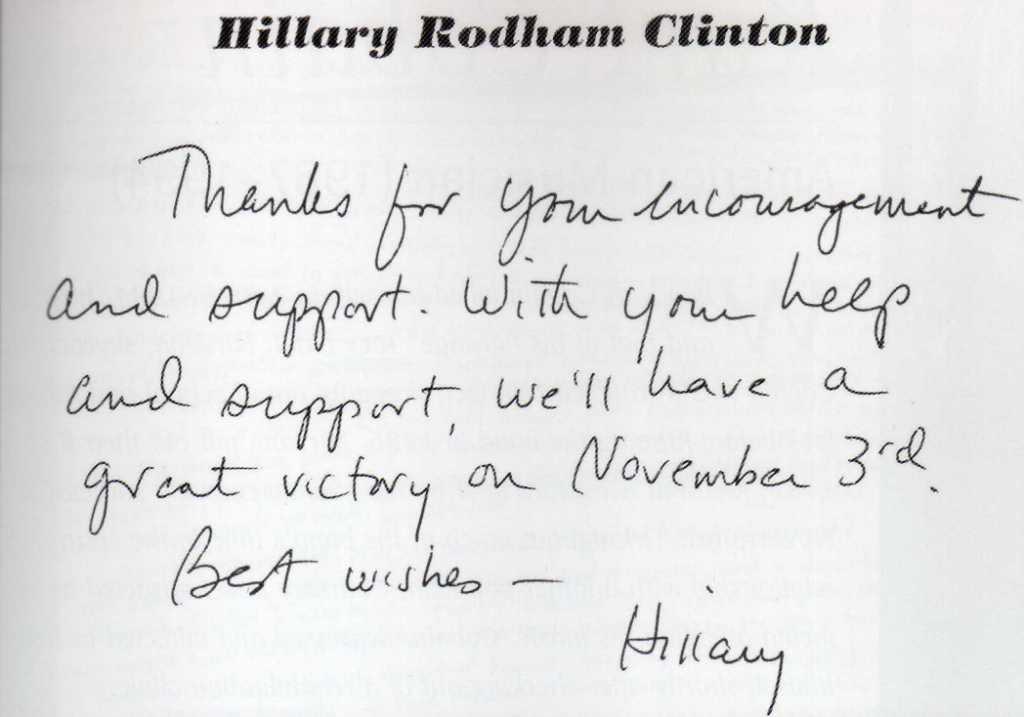 Hillary Rodham Clinton
Thanks for your encouragement
and support. With your help
and support we'll have a
great victory on November 3rd.
Best wishes —
Hillary